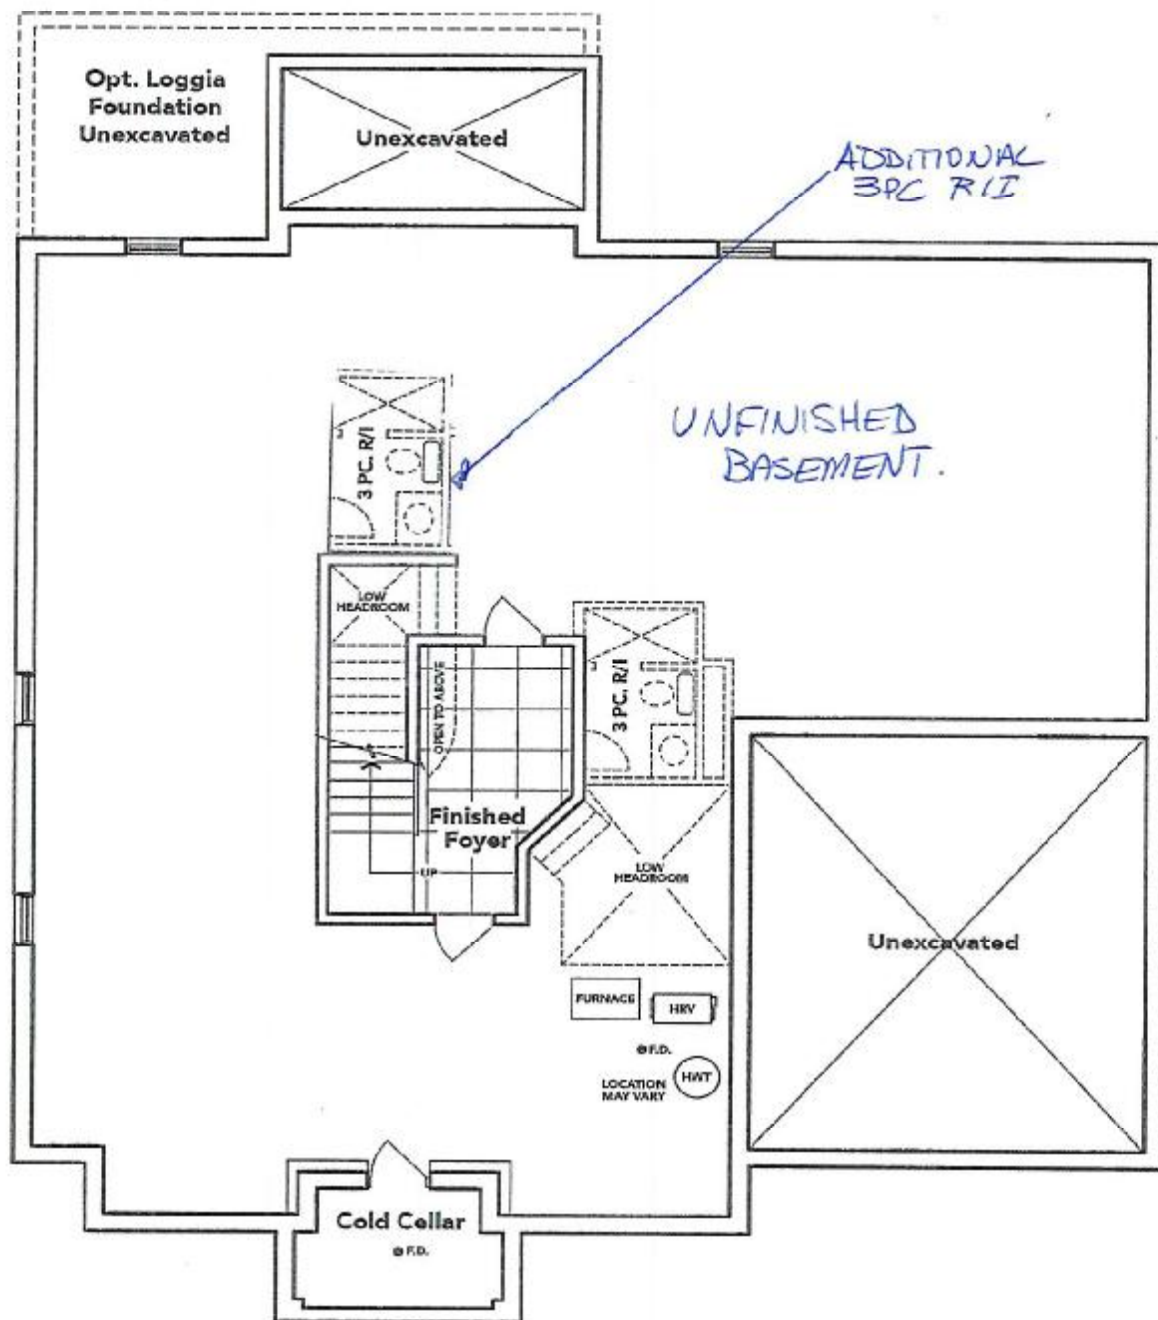 Opt. Loggia
Foundation
Unexcavated
Unexcavated
ADDITIONAL
3PC R/I
UNFINISHED
BASEMENT.
3 PC. R/I
LOW
HEADROOM
OPEN TO ABOVE
3 PC. R/I
Finished
Foyer
UP
LOW
HEADROOM
Unexcavated
FURNACE
HRV
F.D.
HWT
LOCATION
MAY VARY
Cold Cellar
F.D.